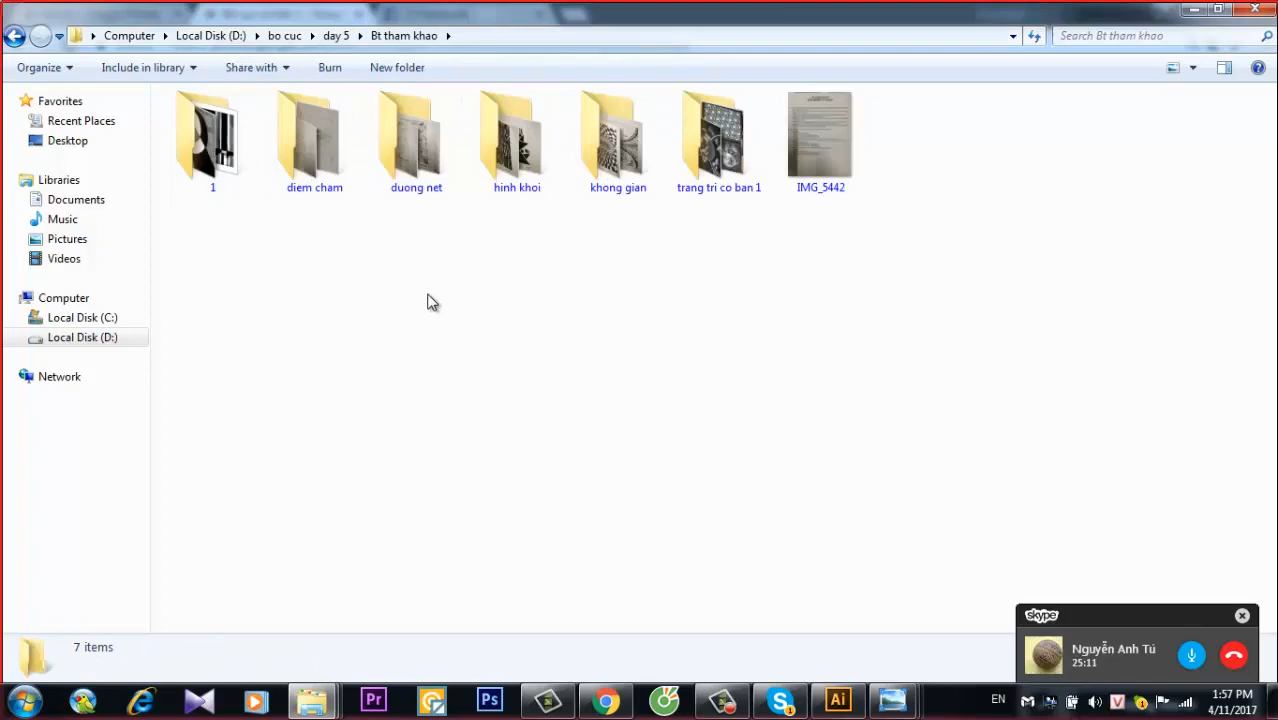 Computer Local Disk (D:) bo cuc day 5 Bt tham khao
Search Bt tham khao
Organize Include in library Share with Burn New folder
Favorites
Recent Places
Desktop
Libraries
Documents
Music
Pictures
Videos
Computer
Local Disk (C:)
Local Disk (D:)
Network
1 diem cham duong net hinh khoi khong gian trang tri co ban 1 IMG_5442
7 items
skype
Nguyễn Anh Tú
25:11
Pr Ps Ai
EN
1:57 PM
4/11/2017